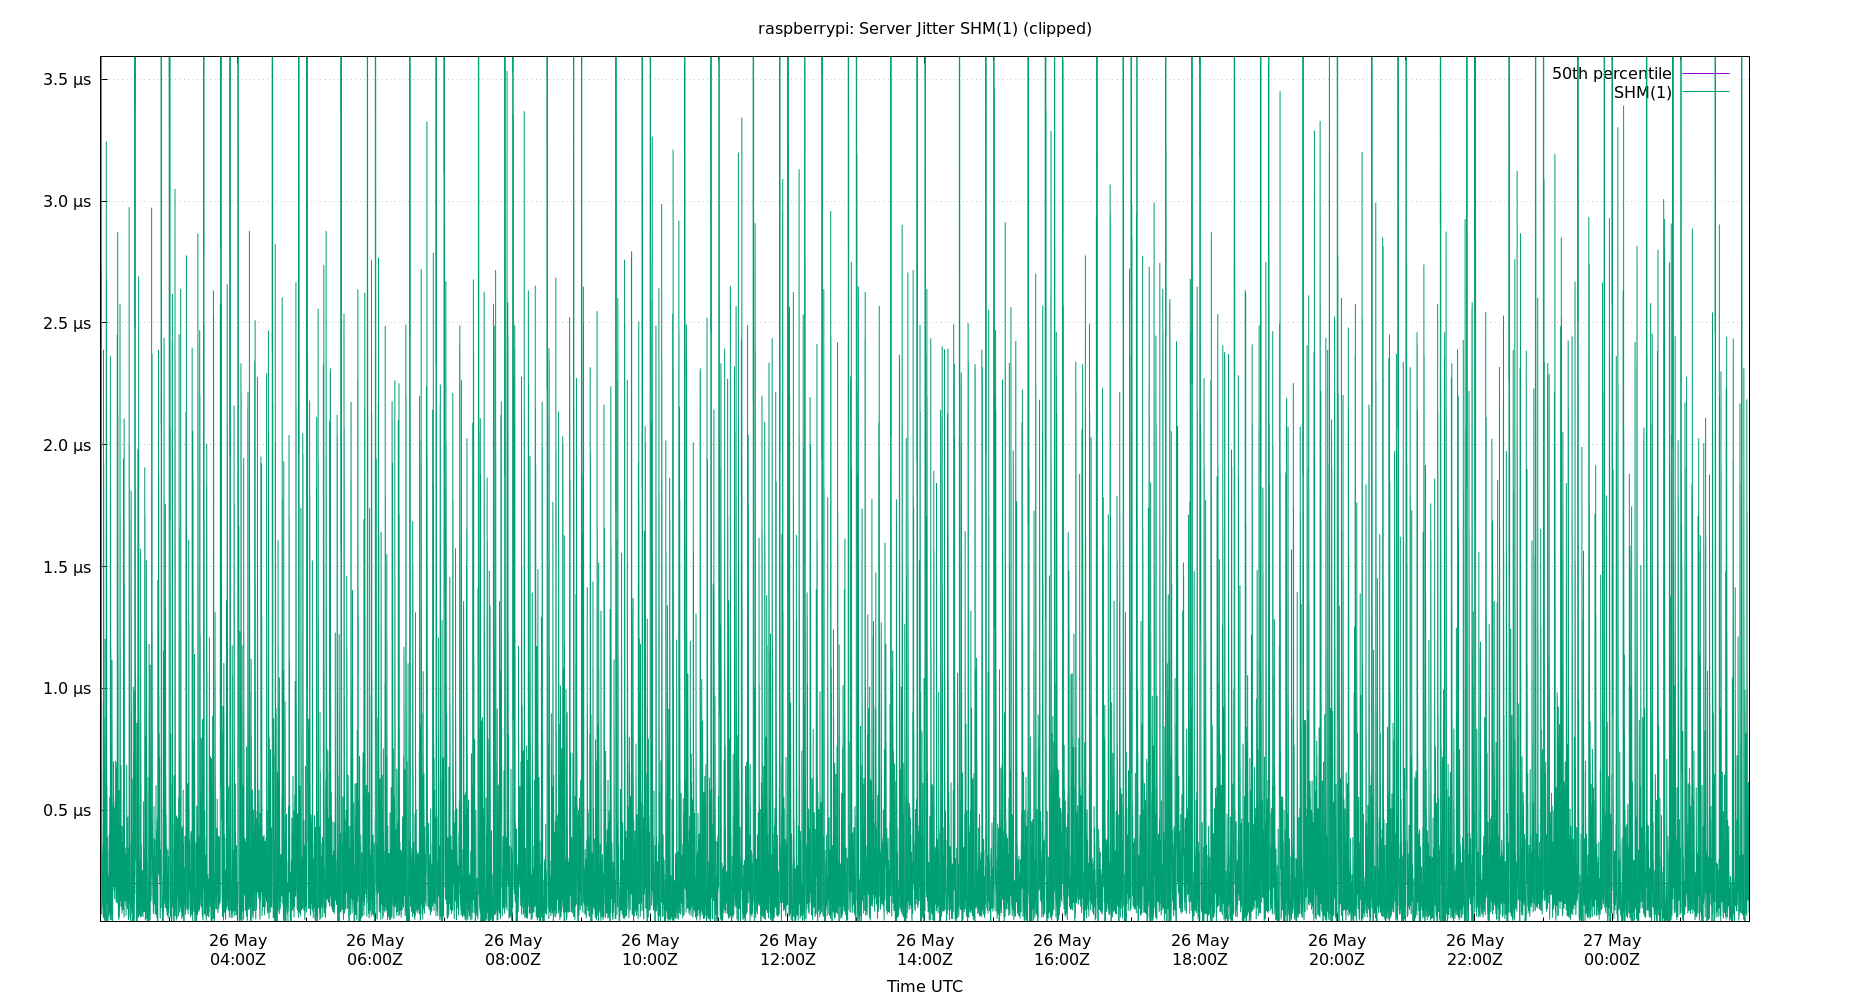 raspberrypi: Server Jitter SHM(1) (clipped)
50th percentile
SHM(1)
3.5 µs
3.0 µs
2.5 µs
2.0 µs
1.5 µs
1.0 µs
0.5 µs
26 May 26 May 26 May 26 May 26 May 26 May 26 May 26 May 26 May 26 May 27 May
04:00Z 06:00Z 08:00Z 10:00Z 12:00Z 14:00Z 16:00Z 18:00Z 20:00Z 22:00Z 00:00Z
Time UTC